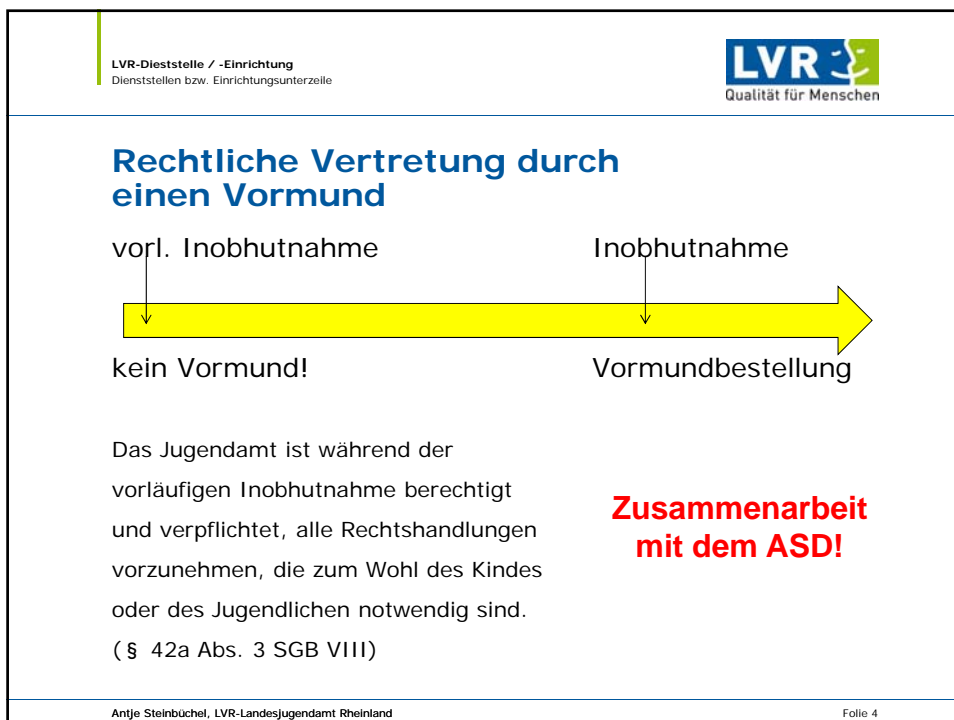 LVR-Dieststelle / -Einrichtung
Dienststellen bzw. Einrichtungsunterzeile
LVR
Qualität für Menschen
Rechtliche Vertretung durch
einen Vormund
vorl. Inobhutnahme
Inobhutnahme
kein Vormund!
Vormundbestellung
Das Jugendamt ist während der
vorläufigen Inobhutnahme berechtigt
und verpflichtet, alle Rechtshandlungen
vorzunehmen, die zum Wohl des Kindes
oder des Jugendlichen notwendig sind.
(§ 42a Abs. 3 SGB VIII)
Zusammenarbeit
mit dem ASD!
Antje Steinbüchel, LVR-Landesjugendamt Rheinland
Folie 4